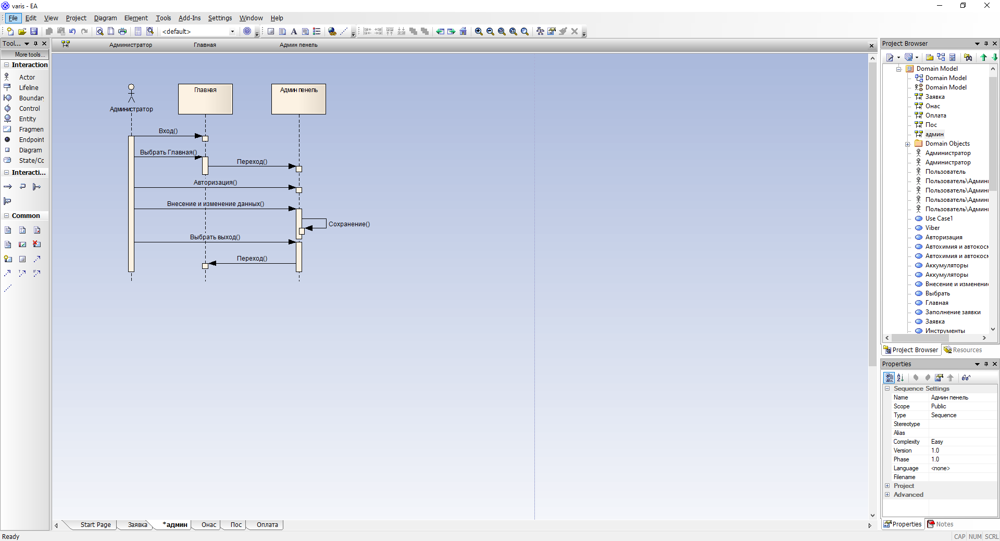 varis - EA
File Edit View Project Diagram Element Tools Add-Ins Settings Window Help
<default>
Tool...
More tools...
Interaction
Actor
Lifeline
Boundar
Control
Entity
Fragmen
Endpoint
Diagram
State/Co
Interacti...
Common
Администратор Главная Админ пенель
Администратор
Главная
Админ пенель
Вход()
Выбрать Главная()
Переход()
Авторизация()
Внесение и изменение данных()
Сохранение()
Выбрать выход()
Переход()
Start Page Заявка *админ Онас Пос Оплата
Project Browser
Domain Model
Domain Model
Domain Model
Заявка
Онас
Оплата
Пос
админ
Domain Objects
Администратор
Администратор
Пользователь
Пользователь\Админи
Пользователь\Админи
Пользователь\Админи
Пользователь\Админи
Use Case1
Viber
Авторизация
Автохимия и автокосм
Автохимия и автокосм
Аккумуляторы
Аккумуляторы
Внесение и изменение
Выбрать
Главная
Заполнение заявки
Заявка
Инструменты
Project Browser Resources
Properties
Sequence Settings
Name Админ пенель
Scope Public
Type Sequence
Stereotype
Alias
Complexity Easy
Version 1.0
Phase 1.0
Language <none>
Filename
Project
Advanced
Properties Notes
Ready
CAP NUM SCRL